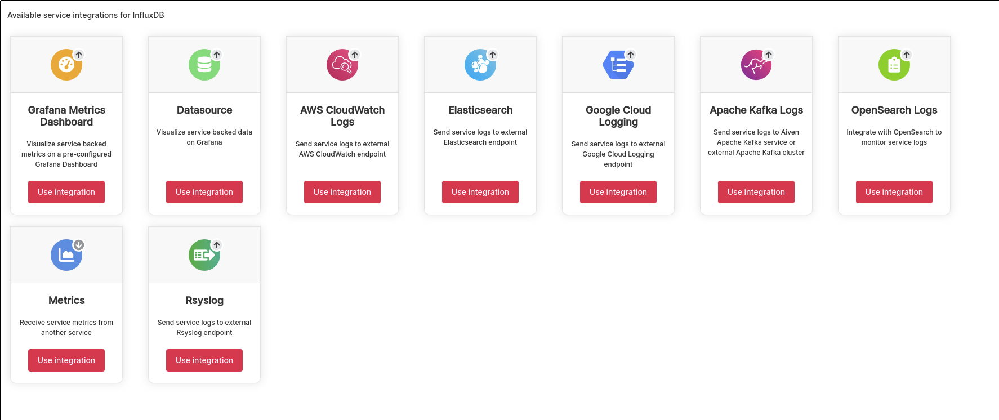 Available service integrations for InfluxDB
Grafana Metrics
Dashboard
Visualize service backed
metrics on a pre-configured
Grafana Dashboard
Use integration
Datasource
Visualize service backed data
on Grafana
Use integration
AWS CloudWatch
Logs
Send service logs to external
AWS CloudWatch endpoint
Use integration
Elasticsearch
Send service logs to external
Elasticsearch endpoint
Use integration
Google Cloud
Logging
Send service logs to external
Google Cloud Logging
endpoint
Use integration
Apache Kafka Logs
Send service logs to Aiven
Apache Kafka service or
external Apache Kafka cluster
Use integration
OpenSearch Logs
Integrate with OpenSearch to
monitor service logs
Use integration
Metrics
Receive service metrics from
another service
Use integration
Rsyslog
Send service logs to external
Rsyslog endpoint
Use integration